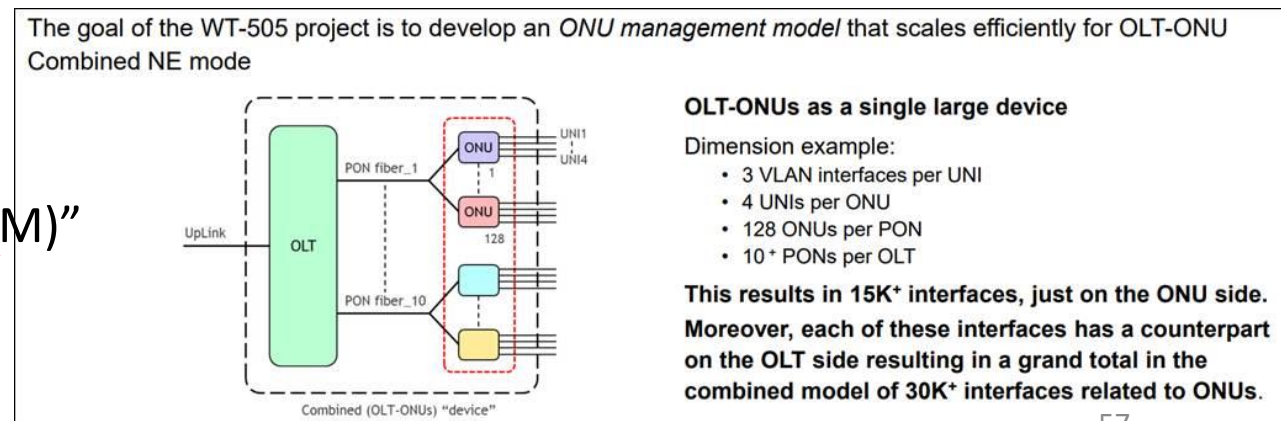 The goal of the WT-505 project is to develop an ONU management model that scales efficiently for OLT-ONU
Combined NE mode
M)”
UpLink
OLT
PON fiber_1
PON fiber_10
ONU
1
ONU
128
UNI1
UNI4
Combined (OLT-ONUs) “device”
OLT-ONUs as a single large device
Dimension example:
• 3 VLAN interfaces per UNI
• 4 UNIs per ONU
• 128 ONUs per PON
• 10⁺ PONs per OLT
This results in 15K⁺ interfaces, just on the ONU side.
Moreover, each of these interfaces has a counterpart
on the OLT side resulting in a grand total in the
combined model of 30K⁺ interfaces related to ONUs.
57